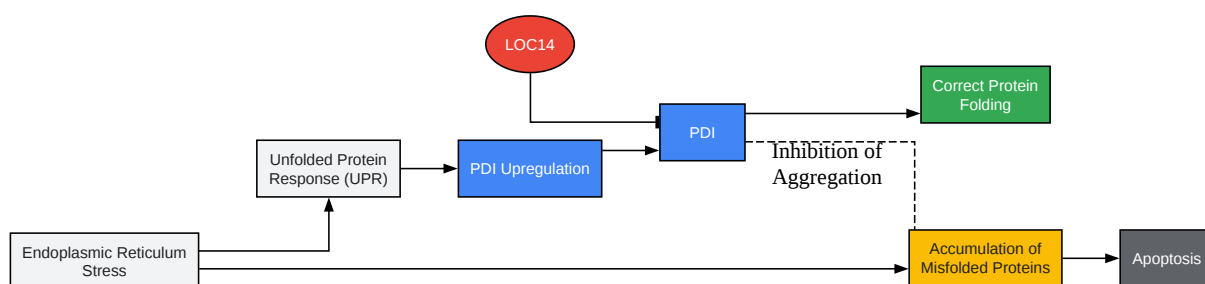 LOC14
Correct Protein
Folding
PDI
Inhibition of
Aggregation
Unfolded Protein
Response (UPR)
PDI Upregulation
Endoplasmic Reticulum
Stress
Accumulation of
Misfolded Proteins
Apoptosis